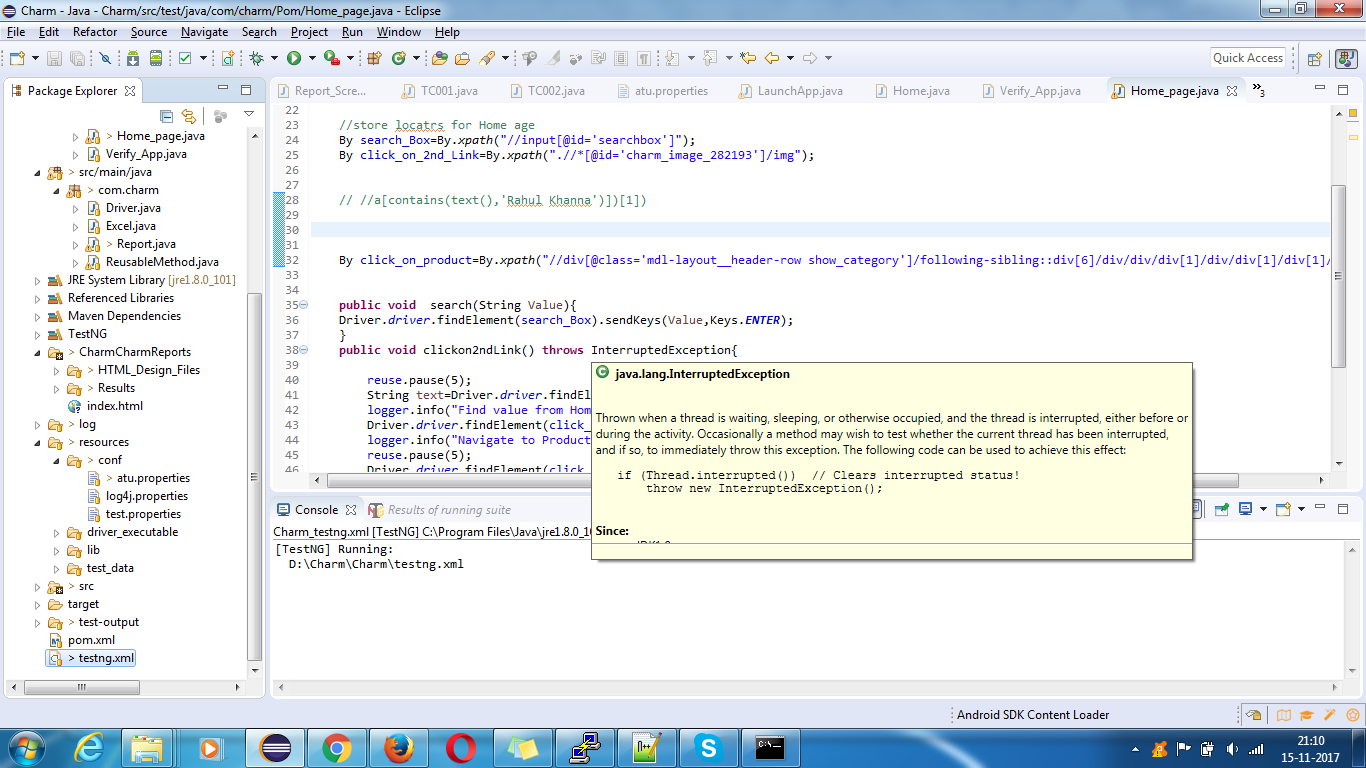 Charm - Java - Charm/src/test/java/com/charm/Pom/Home_page.java - Eclipse
File Edit Refactor Source Navigate Search Project Run Window Help
Quick Access
Package Explorer
Report_Scre... TC001.java TC002.java atu.properties LaunchApp.java Home.java Verify_App.java Home_page.java 3
> Home_page.java
Verify_App.java
> src/main/java
> com.charm
Driver.java
Excel.java
> Report.java
ReusableMethod.java
JRE System Library [jre1.8.0_101]
Referenced Libraries
Maven Dependencies
TestNG
> CharmCharmReports
> HTML_Design_Files
> Results
index.html
> log
> resources
> conf
> atu.properties
log4j.properties
test.properties
driver_executable
lib
test_data
> src
target
> test-output
pom.xml
> testng.xml
22
23 //store locatrs for Home age
24 By search_Box=By.xpath("//input[@id='searchbox']");
25 By click_on_2nd_Link=By.xpath(".//*[@id='charm_image_282193']/img");
26
27
28 // //a[contains(text(),'Rahul Khanna')])[1])
29
30
31
32 By click_on_product=By.xpath("//div[@class='mdl-layout__header-row show_category']/following-sibling::div[6]/div/div/div[1]/div/div[1]/div[1]/
33
34
35 public void search(String Value){
36 Driver.driver.findElement(search_Box).sendKeys(Value,Keys.ENTER);
37 }
38 public void clickon2ndLink() throws InterruptedException{
39
40 reuse.pause(5);
41 String text=Driver.driver.findEl
42 logger.info("Find value from Hom
43 Driver.driver.findElement(click_
44 logger.info("Navigate to Product
45 reuse.pause(5);
46 Driver.driver.findElement(click
java.lang.InterruptedException
Thrown when a thread is waiting, sleeping, or otherwise occupied, and the thread is interrupted, either before or
during the activity. Occasionally a method may wish to test whether the current thread has been interrupted,
and if so, to immediately throw this exception. The following code can be used to achieve this effect:
if (Thread.interrupted()) // Clears interrupted status!
throw new InterruptedException();
Since:
JDK1.0
Console Results of running suite
Charm_testng.xml [TestNG] C:\Program Files\Java\jre1.8.0_10
[TestNG] Running:
D:\Charm\Charm\testng.xml
Android SDK Content Loader
21:10
15-11-2017